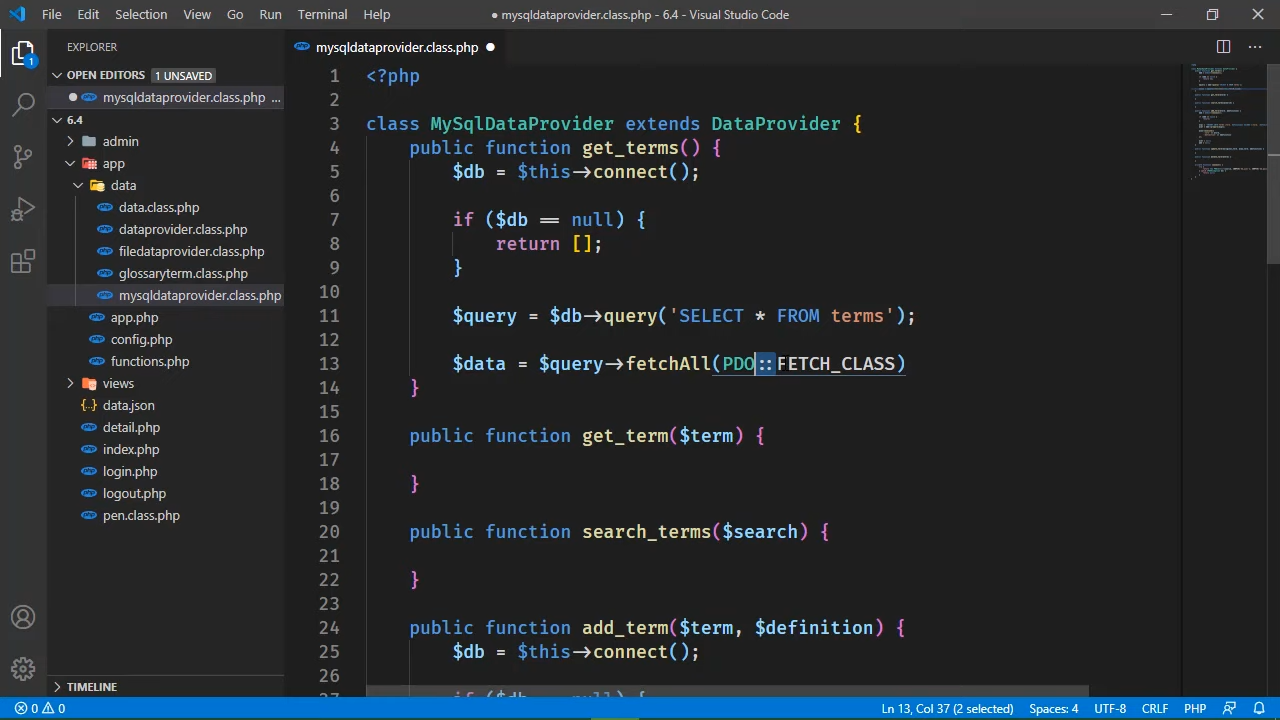 File Edit Selection View Go Run Terminal Help
● mysqldataprovider.class.php - 6.4 - Visual Studio Code
EXPLORER
OPEN EDITORS 1 UNSAVED
mysqldataprovider.class.php ...
6.4
admin
app
data
data.class.php
dataprovider.class.php
filedataprovider.class.php
glossaryterm.class.php
mysqldataprovider.class.php
app.php
config.php
functions.php
views
{..} data.json
detail.php
index.php
login.php
logout.php
pen.class.php
TIMELINE
1
mysqldataprovider.class.php ●
1 <?php
2
3 class MySqlDataProvider extends DataProvider {
4 public function get_terms() {
5 $db = $this->connect();
6
7 if ($db == null) {
8 return [];
9 }
10
11 $query = $db->query('SELECT * FROM terms');
12
13 $data = $query->fetchAll(PDO::FETCH_CLASS)
14 }
15
16 public function get_term($term) {
17
18 }
19
20 public function search_terms($search) {
21
22 }
23
24 public function add_term($term, $definition) {
25 $db = $this->connect();
26
27 if ($db == null) {
0 0 Ln 13, Col 37 (2 selected) Spaces: 4 UTF-8 CRLF PHP